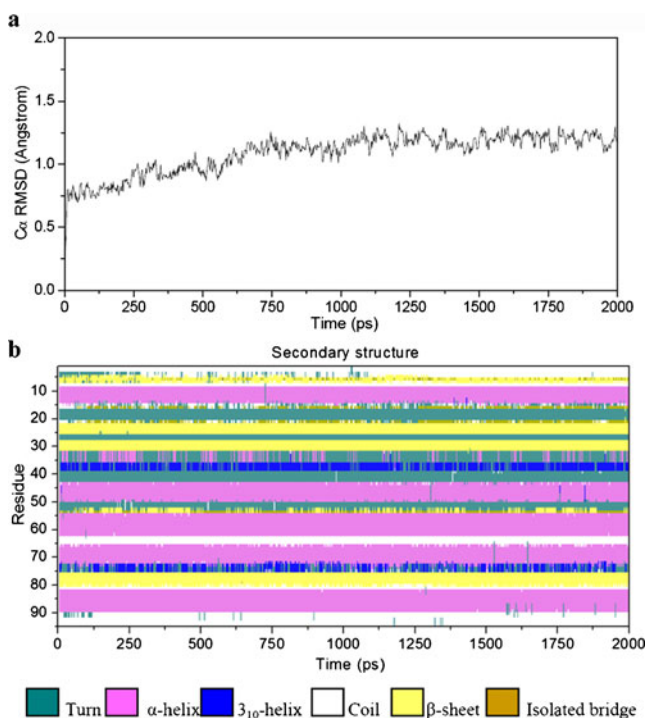 a
2.0
1.5
1.0
0.5
0.0
Cα RMSD (Angstrom)
0 250 500 750 1000 1250 1500 1750 2000
Time (ps)
b
Secondary structure
10
20
30
40
50
60
70
80
90
Residue
0 250 500 750 1000 1250 1500 1750 2000
Time (ps)
Turn α-helix 3₁₀-helix Coil β-sheet Isolated bridge